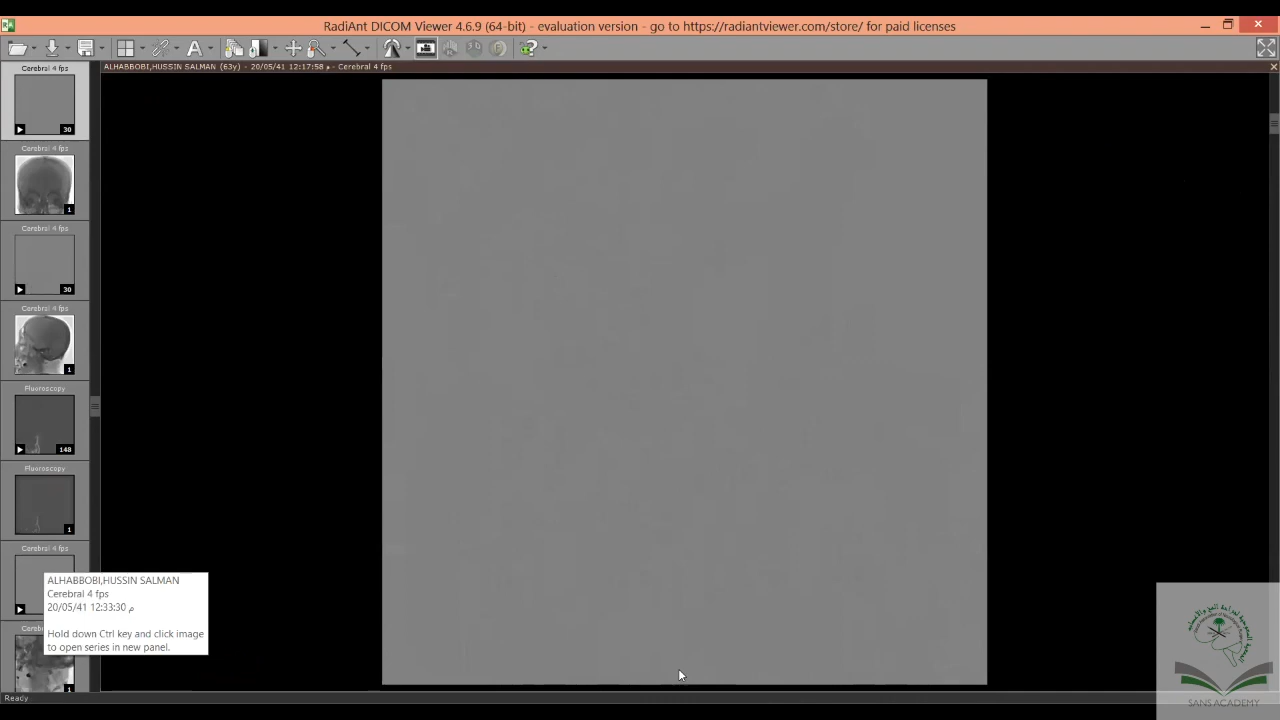 RadiAnt DICOM Viewer 4.6.9 (64-bit) - evaluation version - go to https://radiantviewer.com/store/ for paid licenses
ALHABBOBI,HUSSIN SALMAN (63y) - 20/05/41 12:17:58 م - Cerebral 4 fps
Cerebral 4 fps
30
Cerebral 4 fps
1
Cerebral 4 fps
30
Cerebral 4 fps
1
Fluoroscopy
148
Fluoroscopy
1
Cerebral 4 fps
ALHABBOBI,HUSSIN SALMAN
Cerebral 4 fps
20/05/41 12:33:30 م
Hold down Ctrl key and click image
to open series in new panel.
1
Ready
SANS ACADEMY